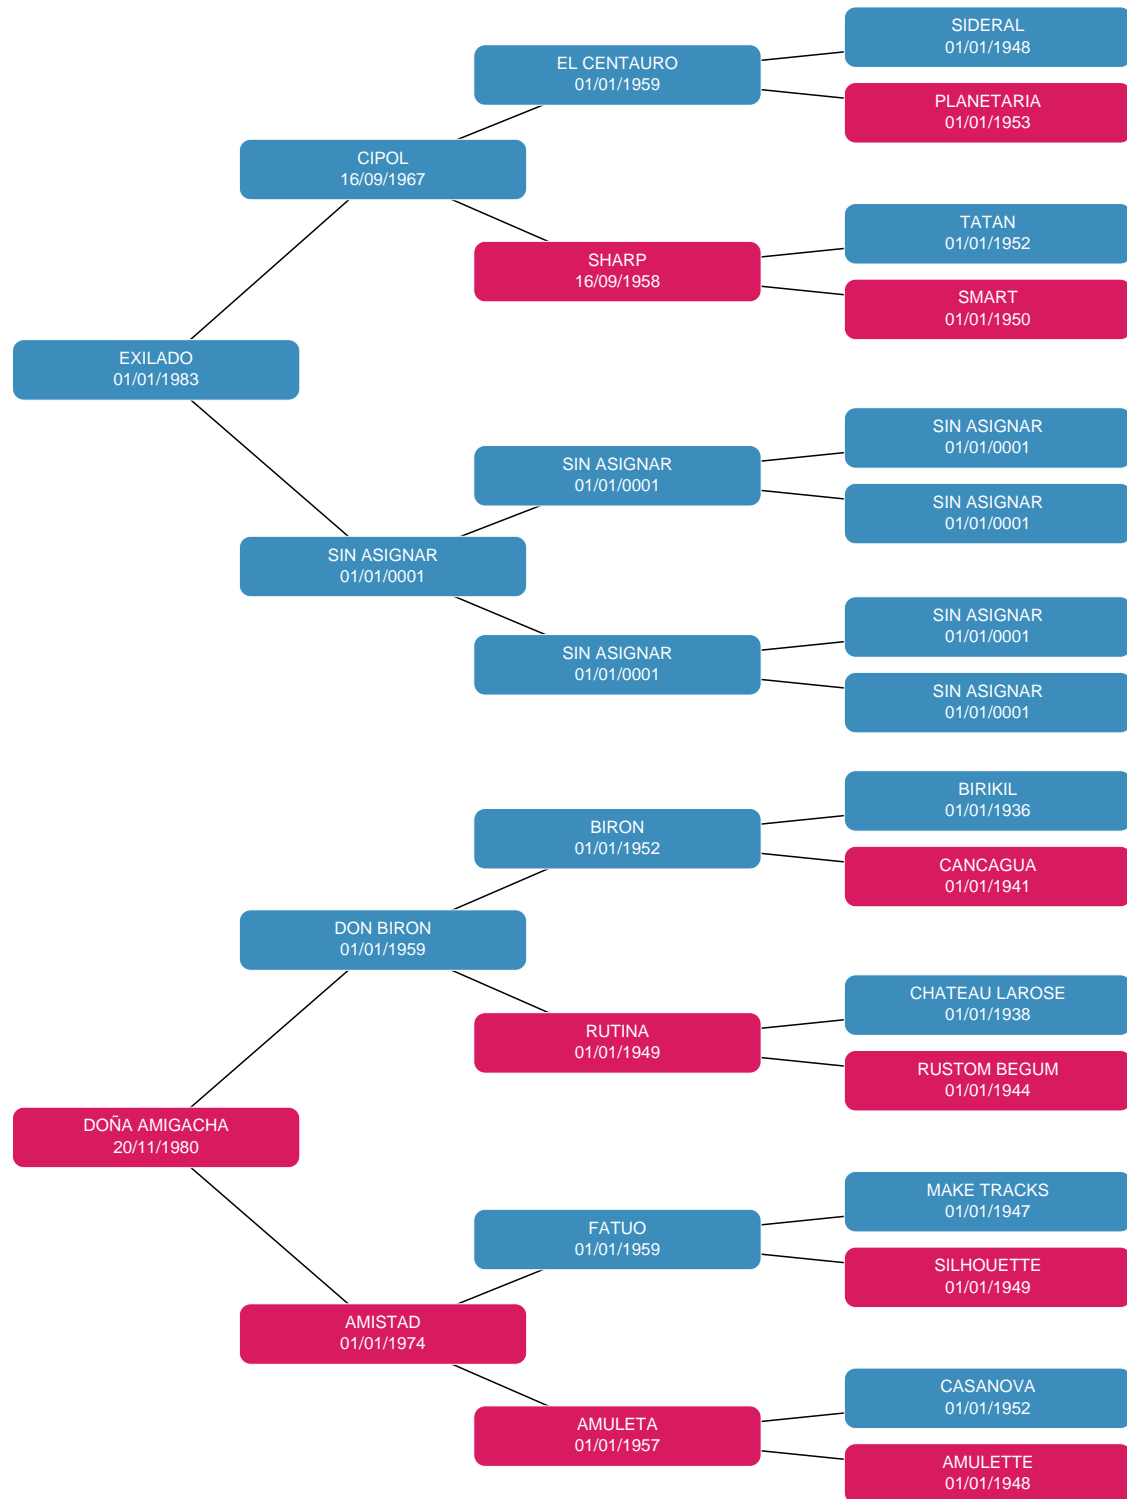 SIDERAL
01/01/1948
EL CENTAURO
01/01/1959
PLANETARIA
01/01/1953
CIPOL
16/09/1967
TATAN
01/01/1952
SHARP
16/09/1958
SMART
01/01/1950
EXILADO
01/01/1983
SIN ASIGNAR
01/01/0001
SIN ASIGNAR
01/01/0001
SIN ASIGNAR
01/01/0001
SIN ASIGNAR
01/01/0001
SIN ASIGNAR
01/01/0001
SIN ASIGNAR
01/01/0001
SIN ASIGNAR
01/01/0001
BIRIKIL
01/01/1936
BIRON
01/01/1952
CANCAGUA
01/01/1941
DON BIRON
01/01/1959
CHATEAU LAROSE
01/01/1938
RUTINA
01/01/1949
RUSTOM BEGUM
01/01/1944
DOÑA AMIGACHA
20/11/1980
MAKE TRACKS
01/01/1947
FATUO
01/01/1959
SILHOUETTE
01/01/1949
AMISTAD
01/01/1974
CASANOVA
01/01/1952
AMULETA
01/01/1957
AMULETTE
01/01/1948